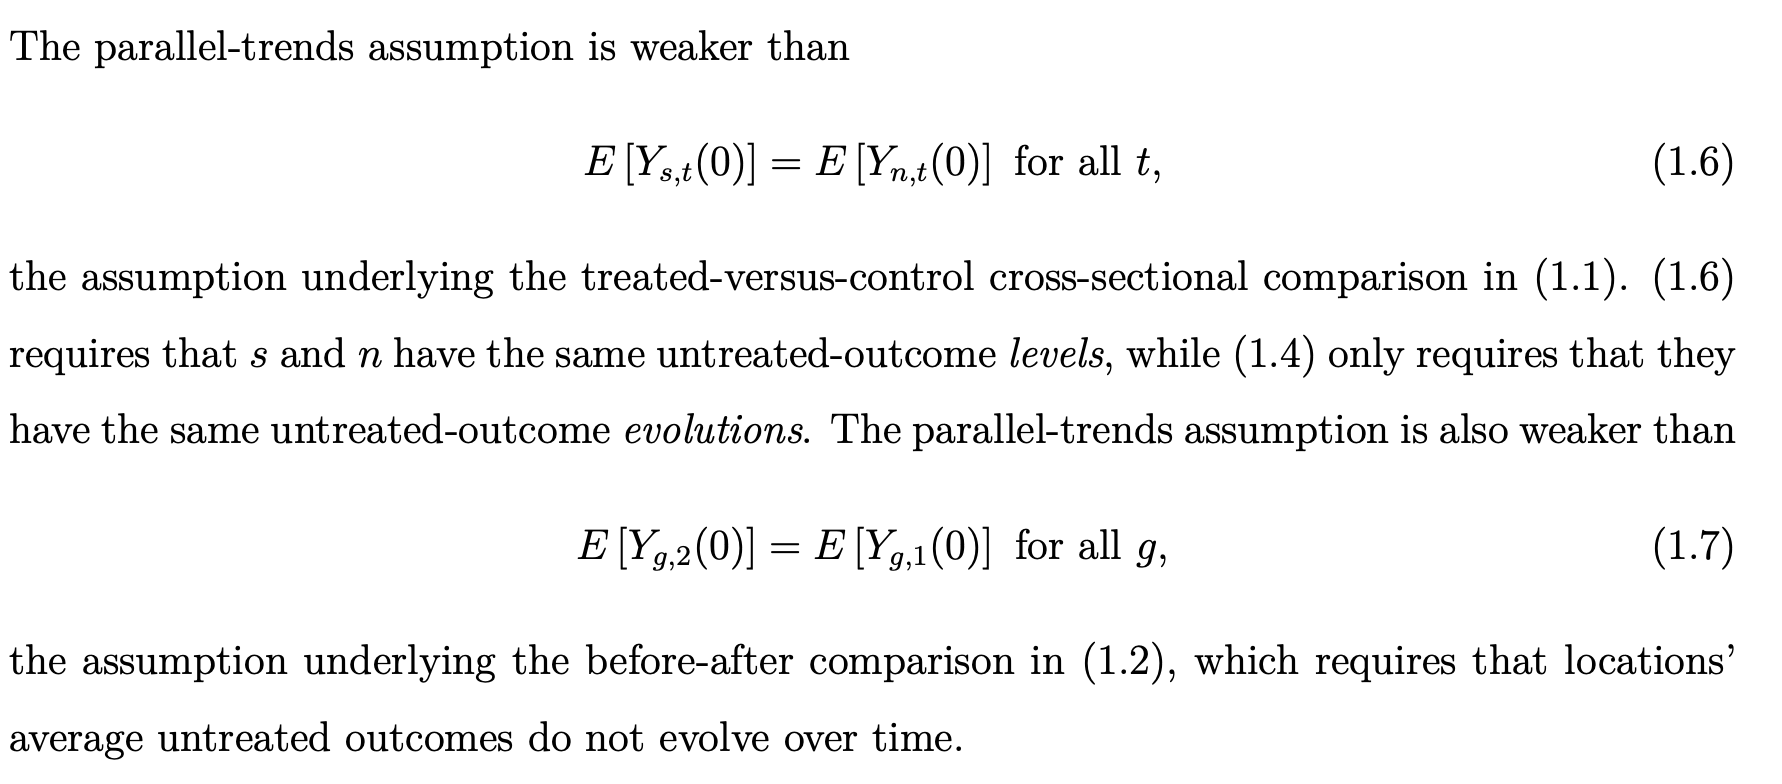 The parallel-trends assumption is weaker than
E [Y_{s,t}(0)] = E [Y_{n,t}(0)] for all t, (1.6)
the assumption underlying the treated-versus-control cross-sectional comparison in (1.1). (1.6)
requires that s and n have the same untreated-outcome levels, while (1.4) only requires that they
have the same untreated-outcome evolutions. The parallel-trends assumption is also weaker than
E [Y_{g,2}(0)] = E [Y_{g,1}(0)] for all g, (1.7)
the assumption underlying the before-after comparison in (1.2), which requires that locations’
average untreated outcomes do not evolve over time.